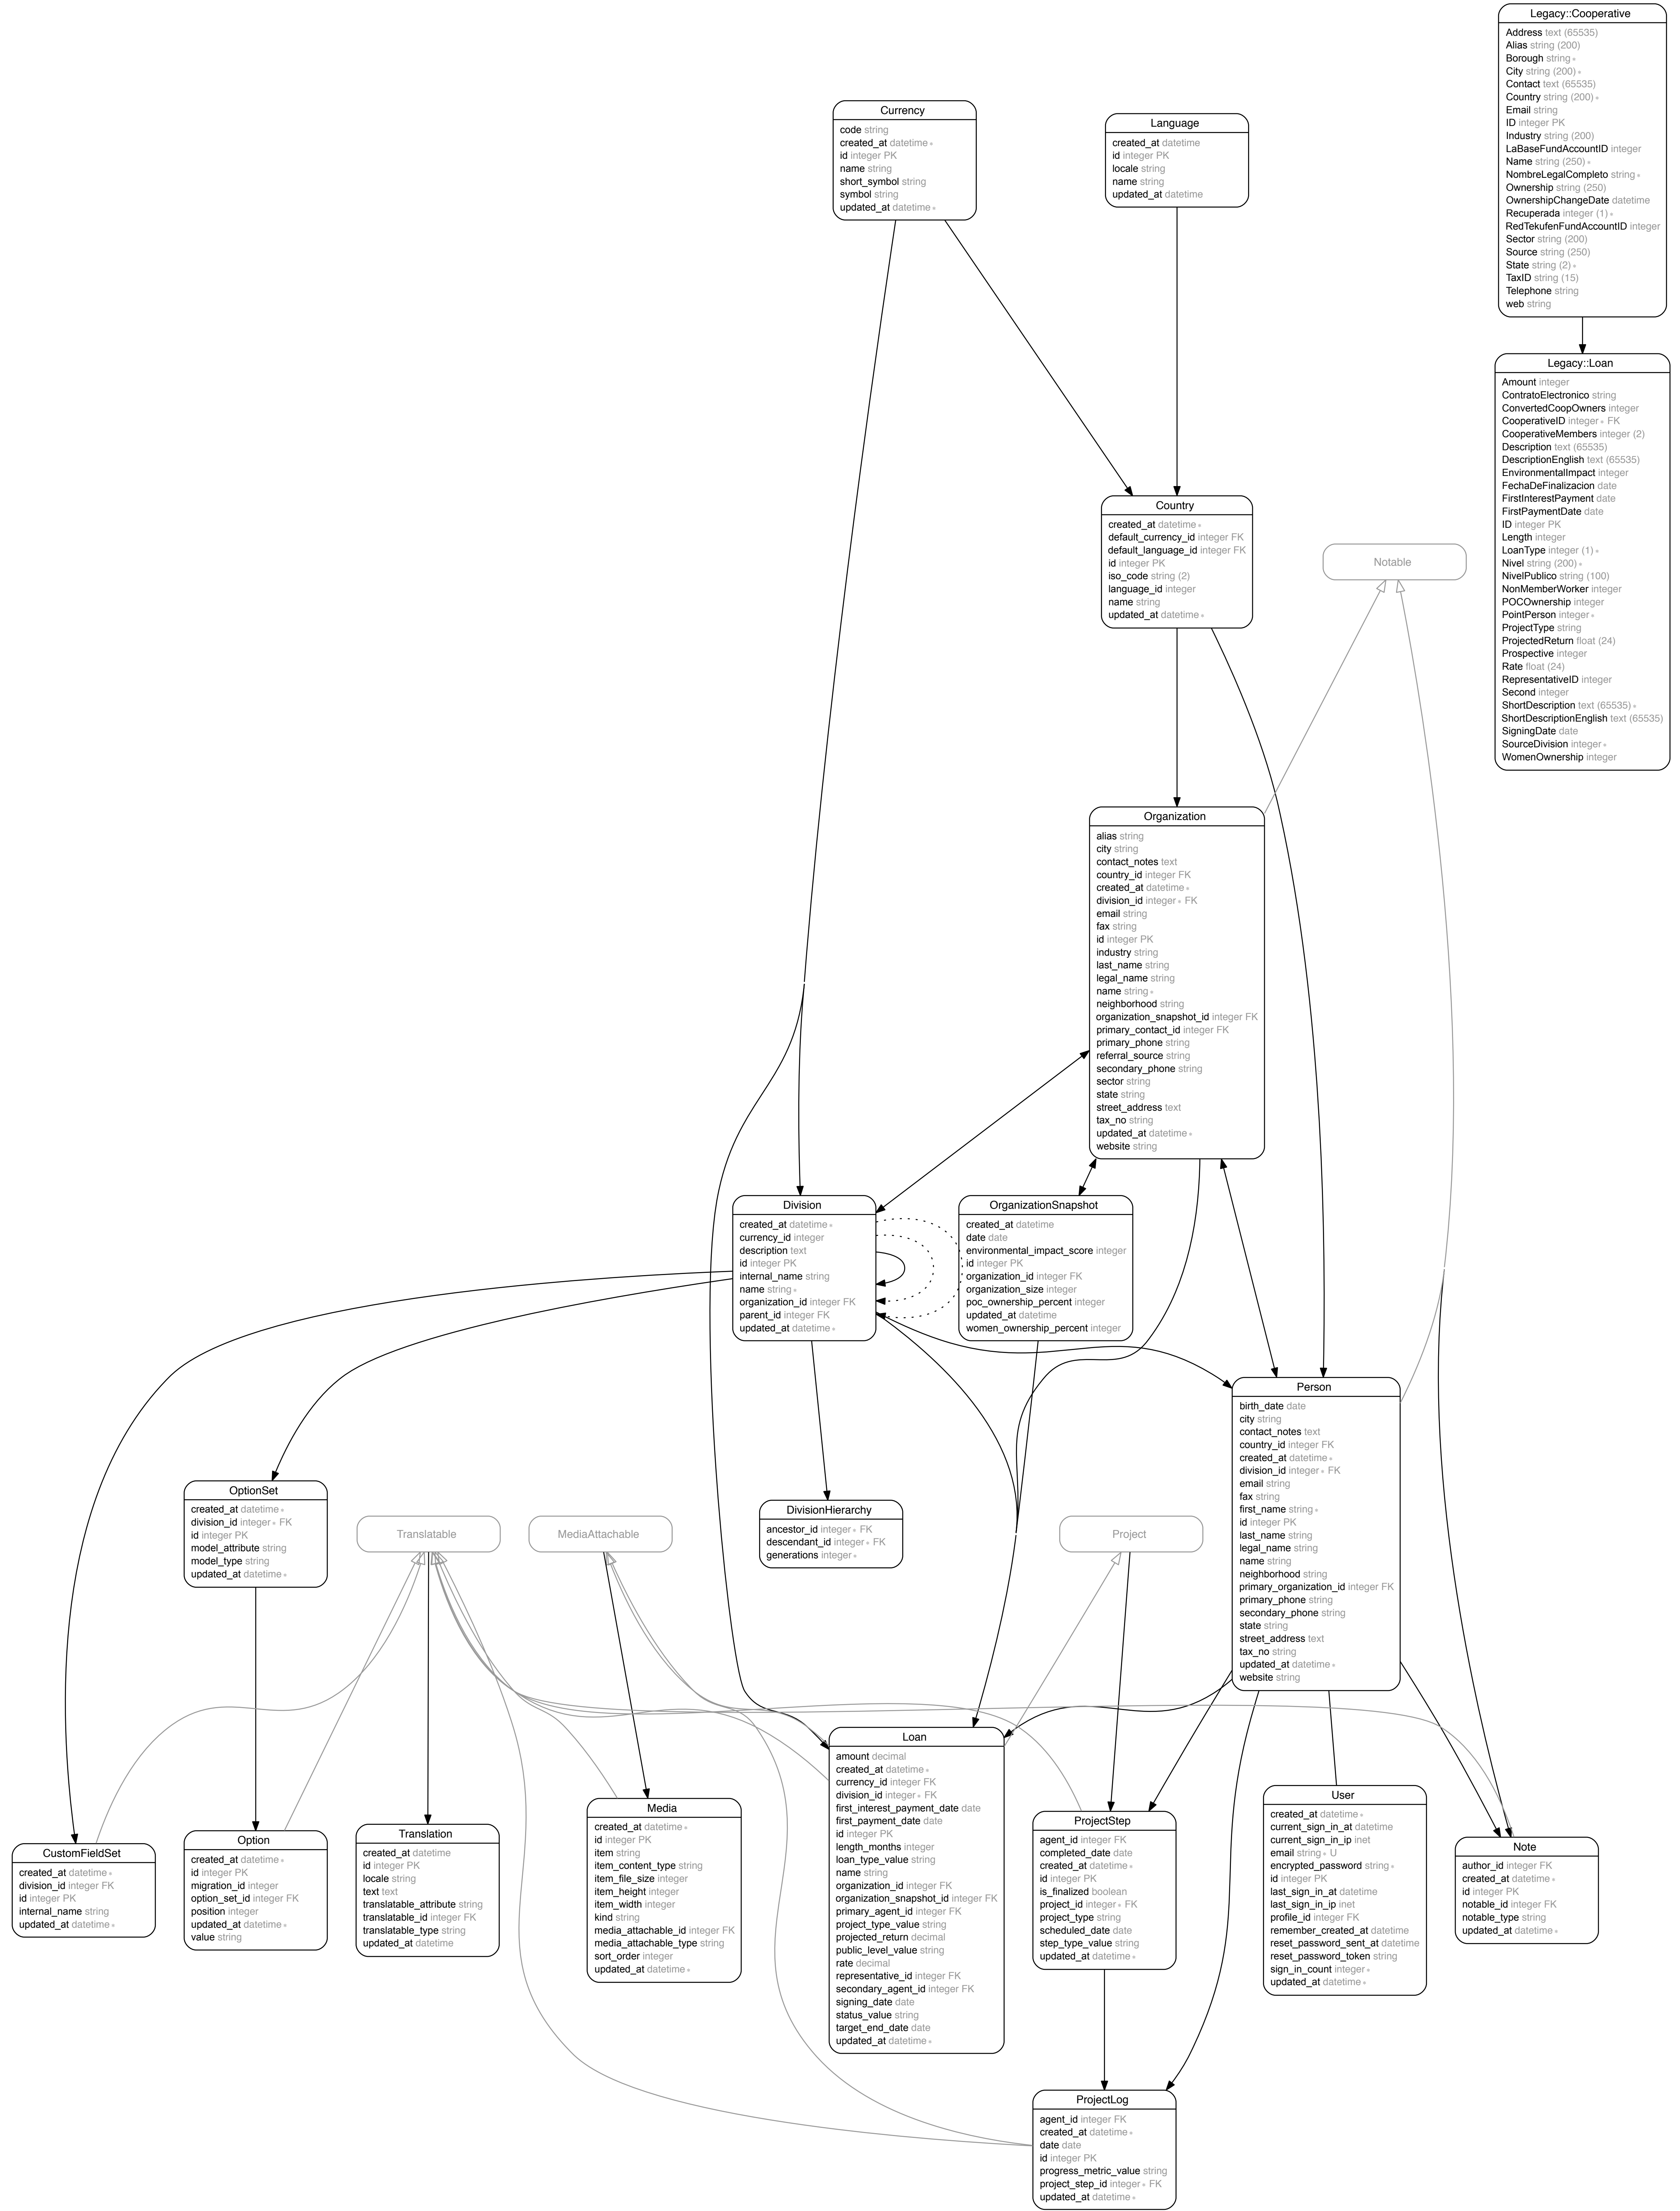 Legacy::Cooperative
Address text (65535)
Alias string (200)
Borough string ∗
City string (200) ∗
Contact text (65535)
Country string (200) ∗
Email string
ID integer PK
Industry string (200)
LaBaseFundAccountID integer
Name string (250) ∗
NombreLegalCompleto string ∗
Ownership string (250)
OwnershipChangeDate datetime
Recuperada integer (1) ∗
RedTekufenFundAccountID integer
Sector string (200)
Source string (250)
State string (2) ∗
TaxID string (15)
Telephone string
web string
Currency
code string
created_at datetime ∗
id integer PK
name string
short_symbol string
symbol string
updated_at datetime ∗
Language
created_at datetime
id integer PK
locale string
name string
updated_at datetime
Legacy::Loan
Amount integer
ContratoElectronico string
ConvertedCoopOwners integer
CooperativeID integer ∗ FK
CooperativeMembers integer (2)
Description text (65535)
DescriptionEnglish text (65535)
EnvironmentalImpact integer
FechaDeFinalizacion date
FirstInterestPayment date
FirstPaymentDate date
ID integer PK
Length integer
LoanType integer (1) ∗
Nivel string (200) ∗
NivelPublico string (100)
NonMemberWorker integer
POCOwnership integer
PointPerson integer ∗
ProjectType string
ProjectedReturn float (24)
Prospective integer
Rate float (24)
RepresentativeID integer
Second integer
ShortDescription text (65535) ∗
ShortDescriptionEnglish text (65535)
SigningDate date
SourceDivision integer ∗
WomenOwnership integer
Country
created_at datetime ∗
default_currency_id integer FK
default_language_id integer FK
id integer PK
iso_code string (2)
language_id integer
name string
updated_at datetime ∗
Notable
Organization
alias string
city string
contact_notes text
country_id integer FK
created_at datetime ∗
division_id integer ∗ FK
email string
fax string
id integer PK
industry string
last_name string
legal_name string
name string ∗
neighborhood string
organization_snapshot_id integer FK
primary_contact_id integer FK
primary_phone string
referral_source string
secondary_phone string
sector string
state string
street_address text
tax_no string
updated_at datetime ∗
website string
Division
created_at datetime ∗
currency_id integer
description text
id integer PK
internal_name string
name string ∗
organization_id integer FK
parent_id integer FK
updated_at datetime ∗
OrganizationSnapshot
created_at datetime
date date
environmental_impact_score integer
id integer PK
organization_id integer FK
organization_size integer
poc_ownership_percent integer
updated_at datetime
women_ownership_percent integer
Person
birth_date date
city string
contact_notes text
country_id integer FK
created_at datetime ∗
division_id integer ∗ FK
email string
fax string
first_name string ∗
id integer PK
last_name string
legal_name string
name string
neighborhood string
primary_organization_id integer FK
primary_phone string
secondary_phone string
state string
street_address text
tax_no string
updated_at datetime ∗
website string
OptionSet
created_at datetime ∗
division_id integer ∗ FK
id integer PK
model_attribute string
model_type string
updated_at datetime ∗
Translatable
MediaAttachable
DivisionHierarchy
ancestor_id integer ∗ FK
descendant_id integer ∗ FK
generations integer ∗
Project
CustomFieldSet
created_at datetime ∗
division_id integer FK
id integer PK
internal_name string
updated_at datetime ∗
Option
created_at datetime ∗
id integer PK
migration_id integer
option_set_id integer FK
position integer
updated_at datetime ∗
value string
Translation
created_at datetime
id integer PK
locale string
text text
translatable_attribute string
translatable_id integer FK
translatable_type string
updated_at datetime
Media
created_at datetime ∗
id integer PK
item string
item_content_type string
item_file_size integer
item_height integer
item_width integer
kind string
media_attachable_id integer FK
media_attachable_type string
sort_order integer
updated_at datetime ∗
Loan
amount decimal
created_at datetime ∗
currency_id integer FK
division_id integer ∗ FK
first_interest_payment_date date
first_payment_date date
id integer PK
length_months integer
loan_type_value string
name string
organization_id integer FK
organization_snapshot_id integer FK
primary_agent_id integer FK
project_type_value string
projected_return decimal
public_level_value string
rate decimal
representative_id integer FK
secondary_agent_id integer FK
signing_date date
status_value string
target_end_date date
updated_at datetime ∗
ProjectStep
agent_id integer FK
completed_date date
created_at datetime ∗
id integer PK
is_finalized boolean
project_id integer ∗ FK
project_type string
scheduled_date date
step_type_value string
updated_at datetime ∗
User
created_at datetime ∗
current_sign_in_at datetime
current_sign_in_ip inet
email string ∗ U
encrypted_password string ∗
id integer PK
last_sign_in_at datetime
last_sign_in_ip inet
profile_id integer FK
remember_created_at datetime
reset_password_sent_at datetime
reset_password_token string
sign_in_count integer ∗
updated_at datetime ∗
Note
author_id integer FK
created_at datetime ∗
id integer PK
notable_id integer FK
notable_type string
updated_at datetime ∗
ProjectLog
agent_id integer FK
created_at datetime ∗
date date
id integer PK
progress_metric_value string
project_step_id integer ∗ FK
updated_at datetime ∗